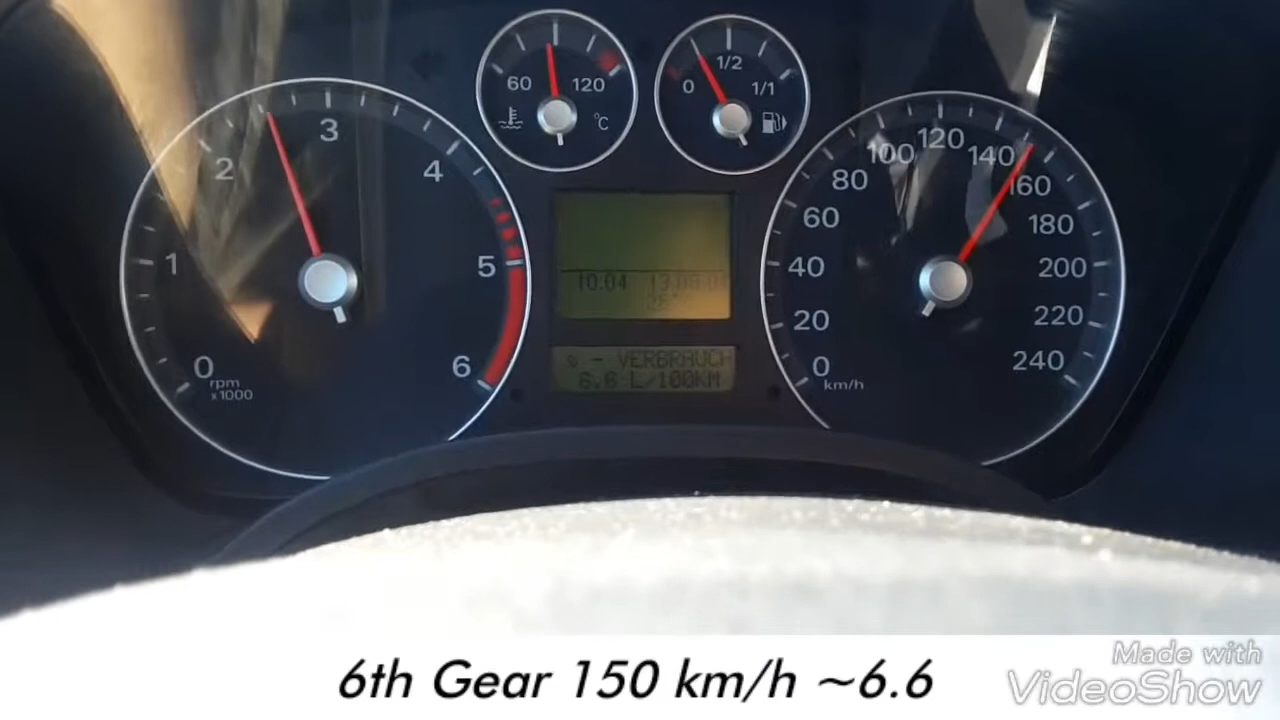 60
120
°C
0
1/2
1/1
0
1
2
3
4
5
6
rpm
x1000
10:04
VERBRAUCH
6,6 L/100KM
0
20
40
60
80
100
120
140
160
180
200
220
240
km/h
6th Gear 150 km/h ~6.6
Made with
VideoShow